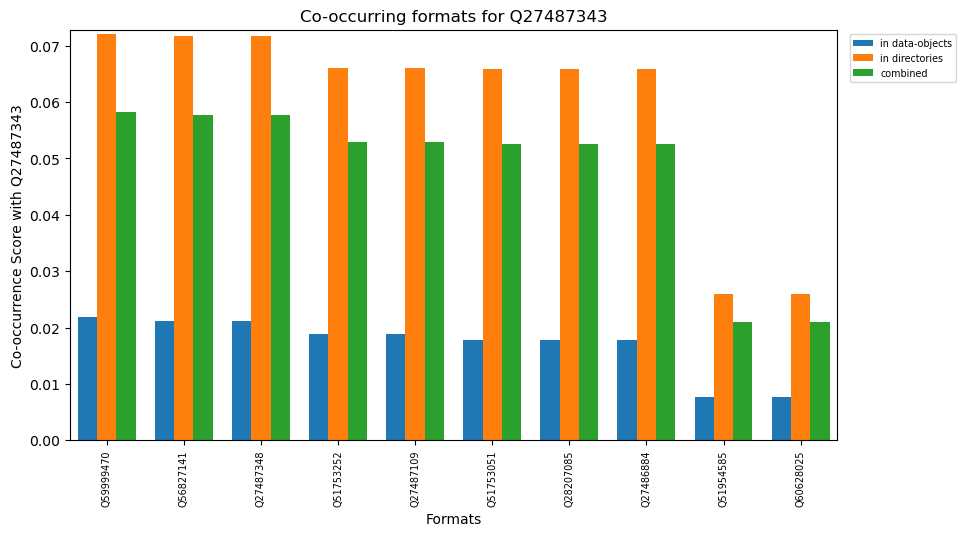 Co-occurring formats for Q27487343
in data-objects
in directories
combined
Co-occurrence Score with Q27487343
0.07
0.06
0.05
0.04
0.03
0.02
0.01
0.00
Q59999470
Q56827141
Q27487348
Q51753252
Q27487109
Q51753051
Q28207085
Q27486884
Q51954585
Q60628025
Formats